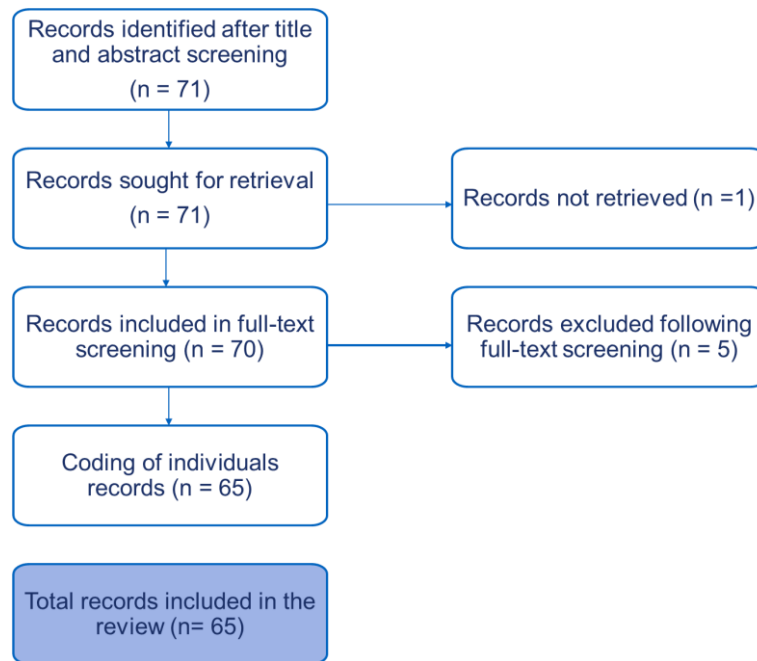 Records identified after title
and abstract screening
(n = 71)
Records sought for retrieval
(n = 71)
Records not retrieved (n =1)
Records included in full-text
screening (n = 70)
Records excluded following
full-text screening (n = 5)
Coding of individuals
records (n = 65)
Total records included in the
review (n= 65)